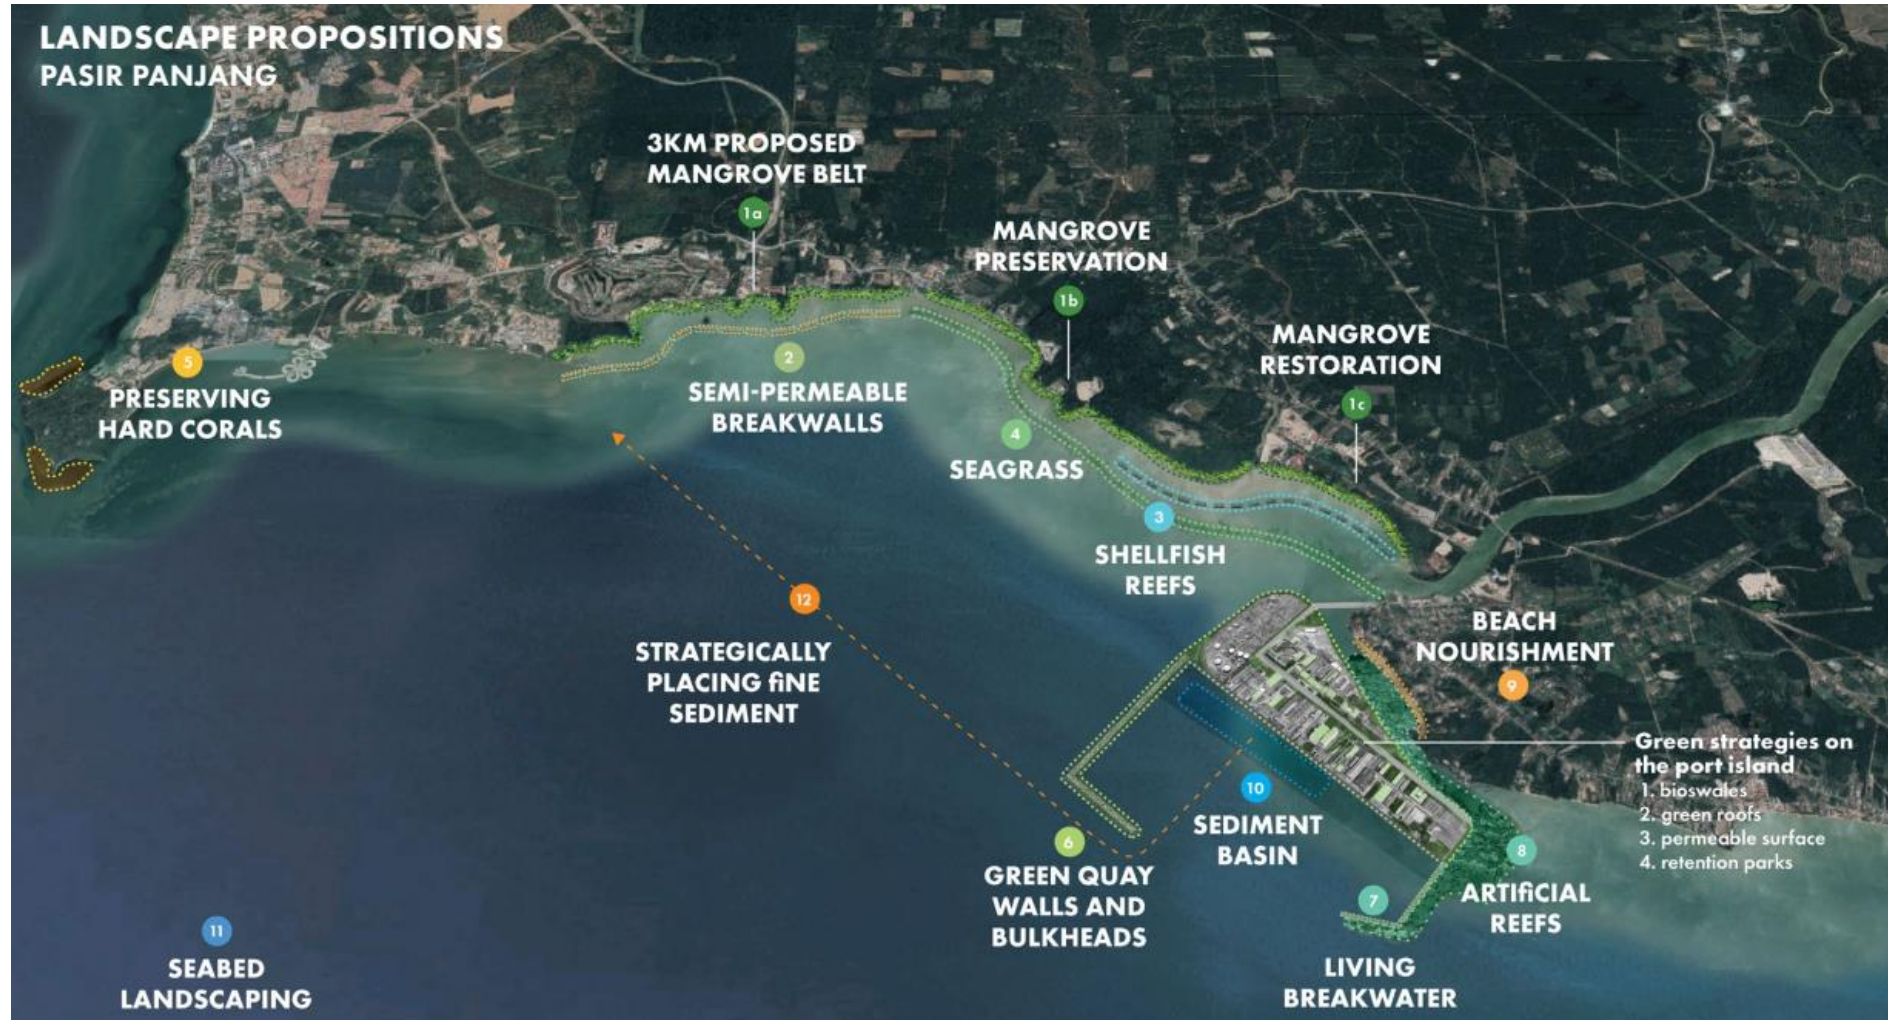 LANDSCAPE PROPOSITIONS
PASIR PANJANG
3KM PROPOSED
MANGROVE BELT
1a
MANGROVE
PRESERVATION
1b
MANGROVE
RESTORATION
1c
5
PRESERVING
HARD CORALS
2
SEMI-PERMEABLE
BREAKWALLS
4
SEAGRASS
3
SHELLFISH
REEFS
12
STRATEGICALLY
PLACING fiNE
SEDIMENT
BEACH
NOURISHMENT
9
Green strategies on
the port island
1. bioswales
2. green roofs
3. permeable surface
4. retention parks
10
SEDIMENT
BASIN
6
GREEN QUAY
WALLS AND
BULKHEADS
8
ARTIfiCIAL
REEFS
7
LIVING
BREAKWATER
11
SEABED
LANDSCAPING